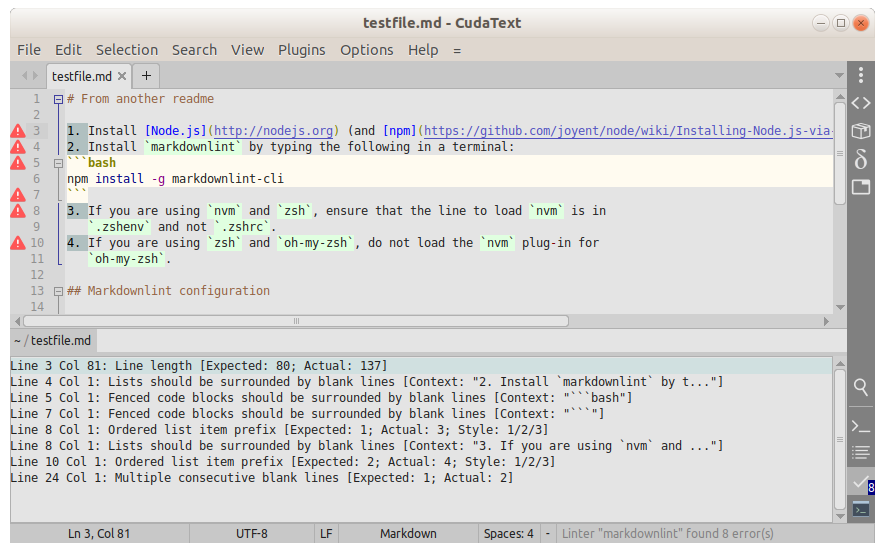 testfile.md - CudaText
File Edit Selection Search View Plugins Options Help =
testfile.md × +
1 # From another readme
2
3 1. Install [Node.js](http://nodejs.org) (and [npm](https://github.com/joyent/node/wiki/Installing-Node.js-via-
4 2. Install `markdownlint` by typing the following in a terminal:
5 ```bash
6 npm install -g markdownlint-cli
7 ```
8 3. If you are using `nvm` and `zsh`, ensure that the line to load `nvm` is in
9 `.zshenv` and not `.zshrc`.
10 4. If you are using `zsh` and `oh-my-zsh`, do not load the `nvm` plug-in for
11 `oh-my-zsh`.
12
13 ## Markdownlint configuration
14
~ / testfile.md
Line 3 Col 81: Line length [Expected: 80; Actual: 137]
Line 4 Col 1: Lists should be surrounded by blank lines [Context: "2. Install `markdownlint` by t..."]
Line 5 Col 1: Fenced code blocks should be surrounded by blank lines [Context: "```bash"]
Line 7 Col 1: Fenced code blocks should be surrounded by blank lines [Context: "```"]
Line 8 Col 1: Ordered list item prefix [Expected: 1; Actual: 3; Style: 1/2/3]
Line 8 Col 1: Lists should be surrounded by blank lines [Context: "3. If you are using `nvm` and ..."]
Line 10 Col 1: Ordered list item prefix [Expected: 2; Actual: 4; Style: 1/2/3]
Line 24 Col 1: Multiple consecutive blank lines [Expected: 1; Actual: 2]
8
Ln 3, Col 81 UTF-8 LF Markdown Spaces: 4 - Linter "markdownlint" found 8 error(s)